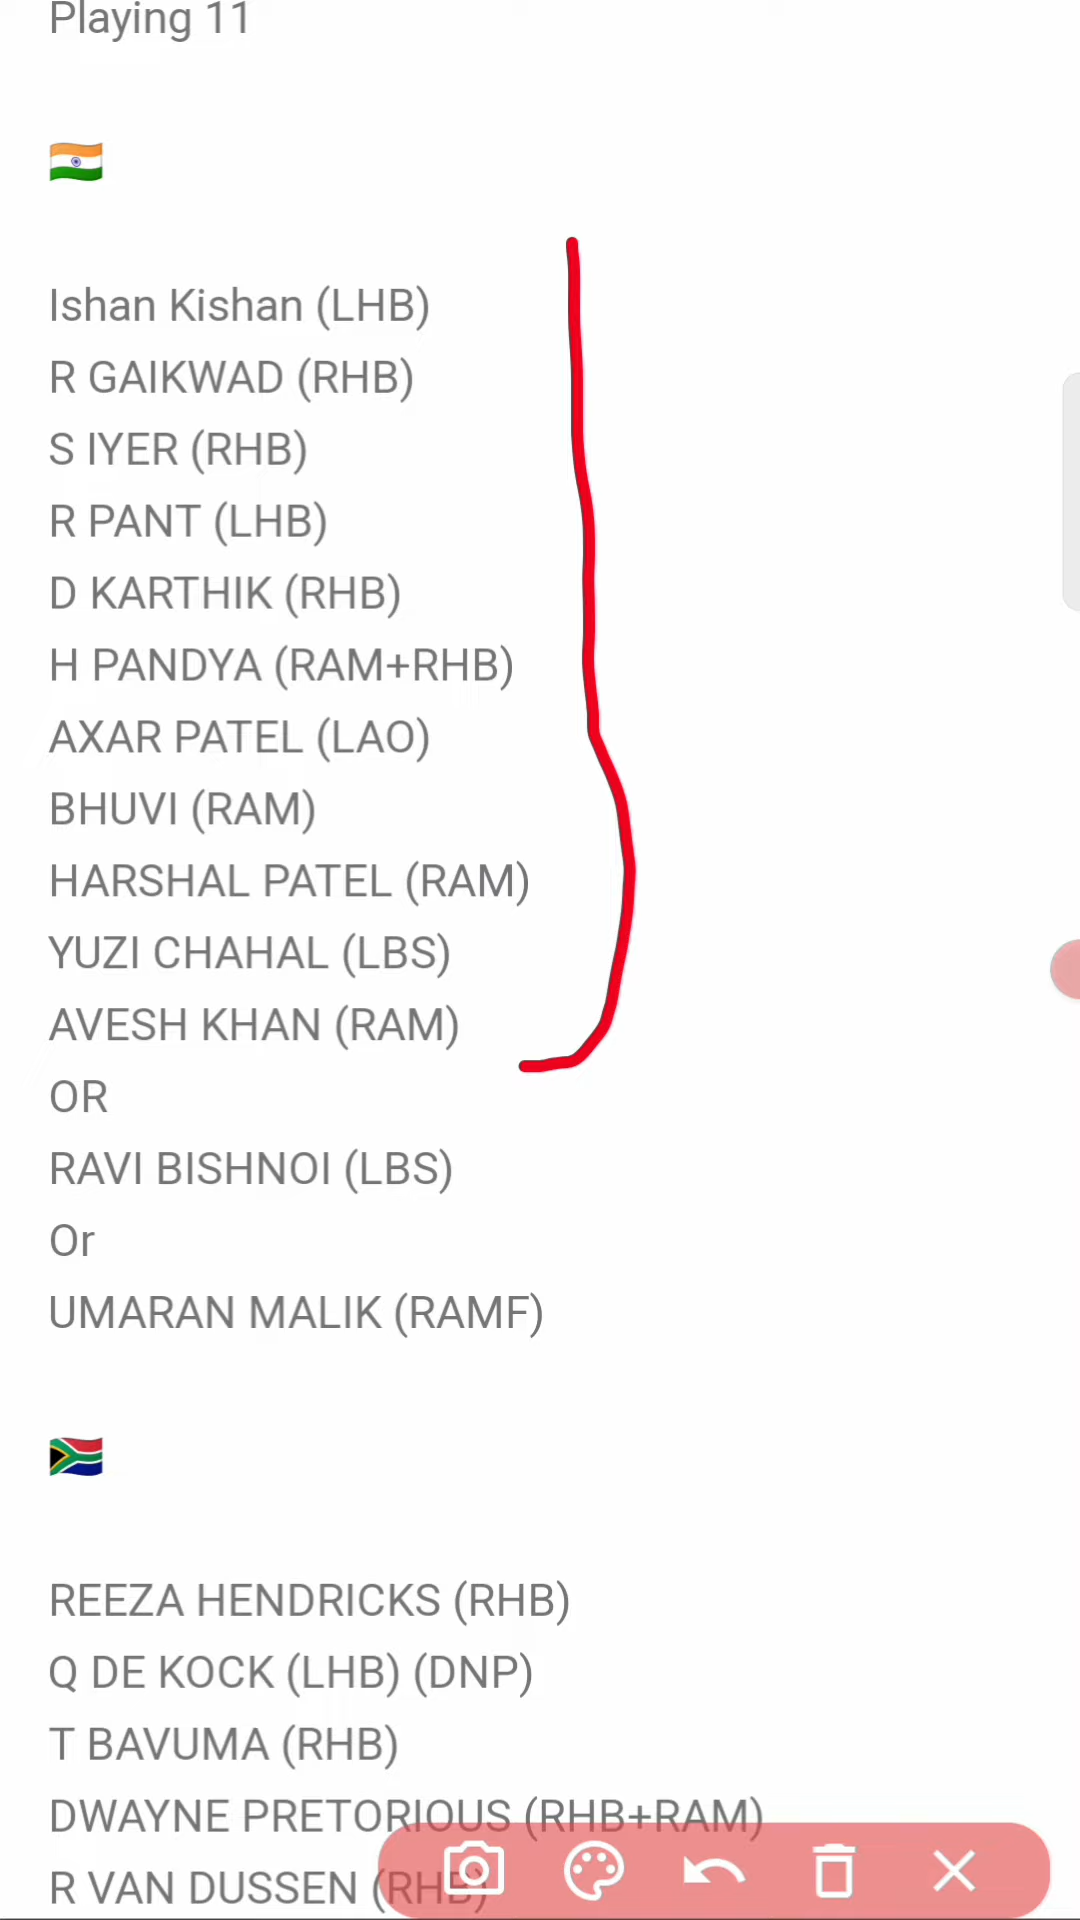 Playing 11
Ishan Kishan (LHB)
R GAIKWAD (RHB)
S IYER (RHB)
R PANT (LHB)
D KARTHIK (RHB)
H PANDYA (RAM+RHB)
AXAR PATEL (LAO)
BHUVI (RAM)
HARSHAL PATEL (RAM)
YUZI CHAHAL (LBS)
AVESH KHAN (RAM)
OR
RAVI BISHNOI (LBS)
Or
UMARAN MALIK (RAMF)
REEZA HENDRICKS (RHB)
Q DE KOCK (LHB) (DNP)
T BAVUMA (RHB)
DWAYNE PRETORIOUS (RHB+RAM)
R VAN DUSSEN (RHB)